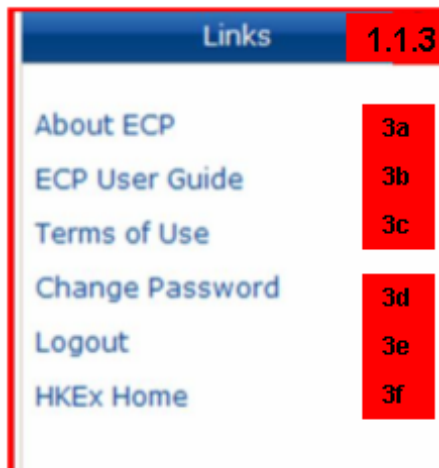 Links 1.1.3
About ECP 3a
ECP User Guide 3b
Terms of Use 3c
Change Password 3d
Logout 3e
HKEx Home 3f